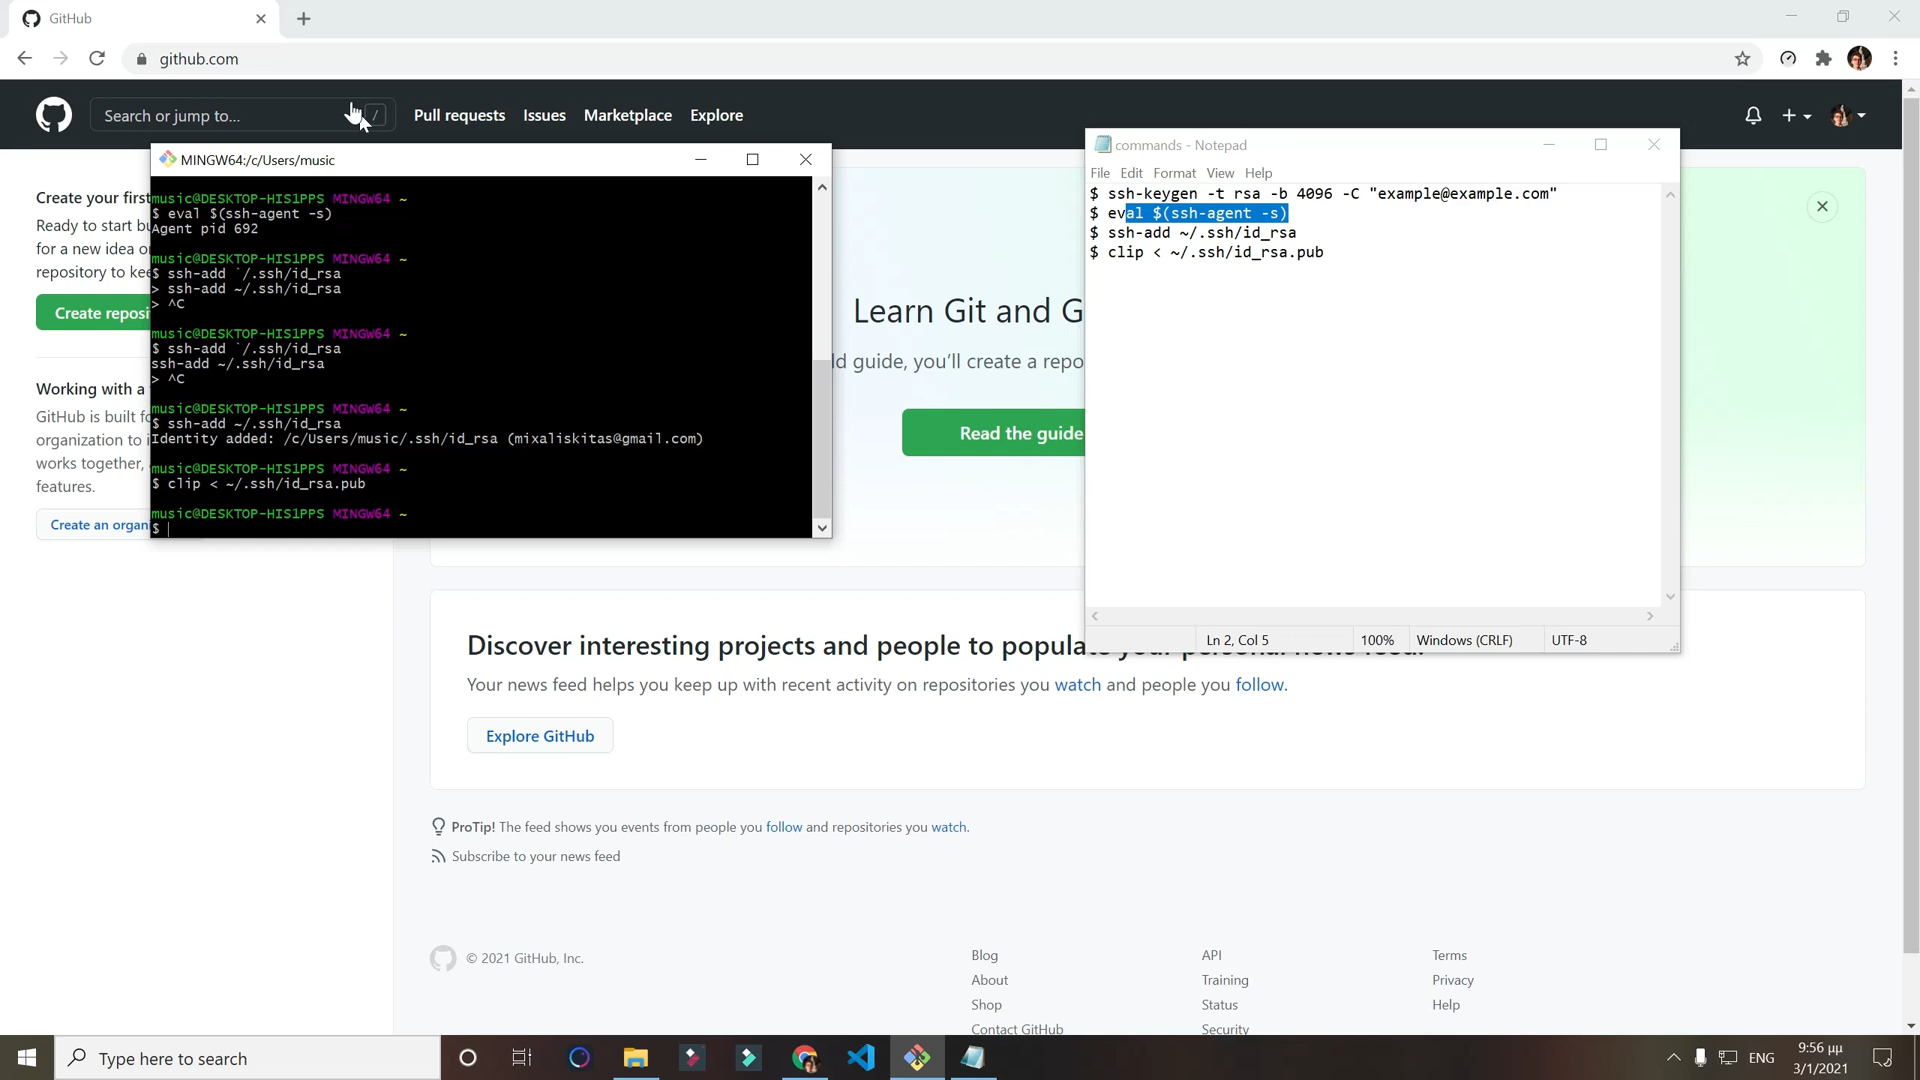 GitHub
github.com
Search or jump to... /
Pull requests Issues Marketplace Explore
MINGW64:/c/Users/music
music@DESKTOP-HIS1PPS MINGW64 ~
$ eval $(ssh-agent -s)
Agent pid 692
music@DESKTOP-HIS1PPS MINGW64 ~
$ ssh-add `/.ssh/id_rsa
> ssh-add ~/.ssh/id_rsa
> ^C
music@DESKTOP-HIS1PPS MINGW64 ~
$ ssh-add `/.ssh/id_rsa
ssh-add ~/.ssh/id_rsa
> ^C
music@DESKTOP-HIS1PPS MINGW64 ~
$ ssh-add ~/.ssh/id_rsa
Identity added: /c/Users/music/.ssh/id_rsa (mixaliskitas@gmail.com)
music@DESKTOP-HIS1PPS MINGW64 ~
$ clip < ~/.ssh/id_rsa.pub
music@DESKTOP-HIS1PPS MINGW64 ~
$
commands - Notepad
File Edit Format View Help
$ ssh-keygen -t rsa -b 4096 -C "example@example.com"
$ eval $(ssh-agent -s)
$ ssh-add ~/.ssh/id_rsa
$ clip < ~/.ssh/id_rsa.pub
Ln 2, Col 5 100% Windows (CRLF) UTF-8
Create your first
Ready to start bu
for a new idea o
repository to kee
Create reposi
Working with a
GitHub is built fo
organization to i
works together,
features.
Create an organ
Learn Git and G
ld guide, you'll create a repo
Read the guide
Discover interesting projects and people to populate your personal news feed.
Your news feed helps you keep up with recent activity on repositories you watch and people you follow.
Explore GitHub
ProTip! The feed shows you events from people you follow and repositories you watch.
Subscribe to your news feed
© 2021 GitHub, Inc.
Blog
About
Shop
Contact GitHub
API
Training
Status
Security
Terms
Privacy
Help
Type here to search
ENG
9:56 μμ
3/1/2021